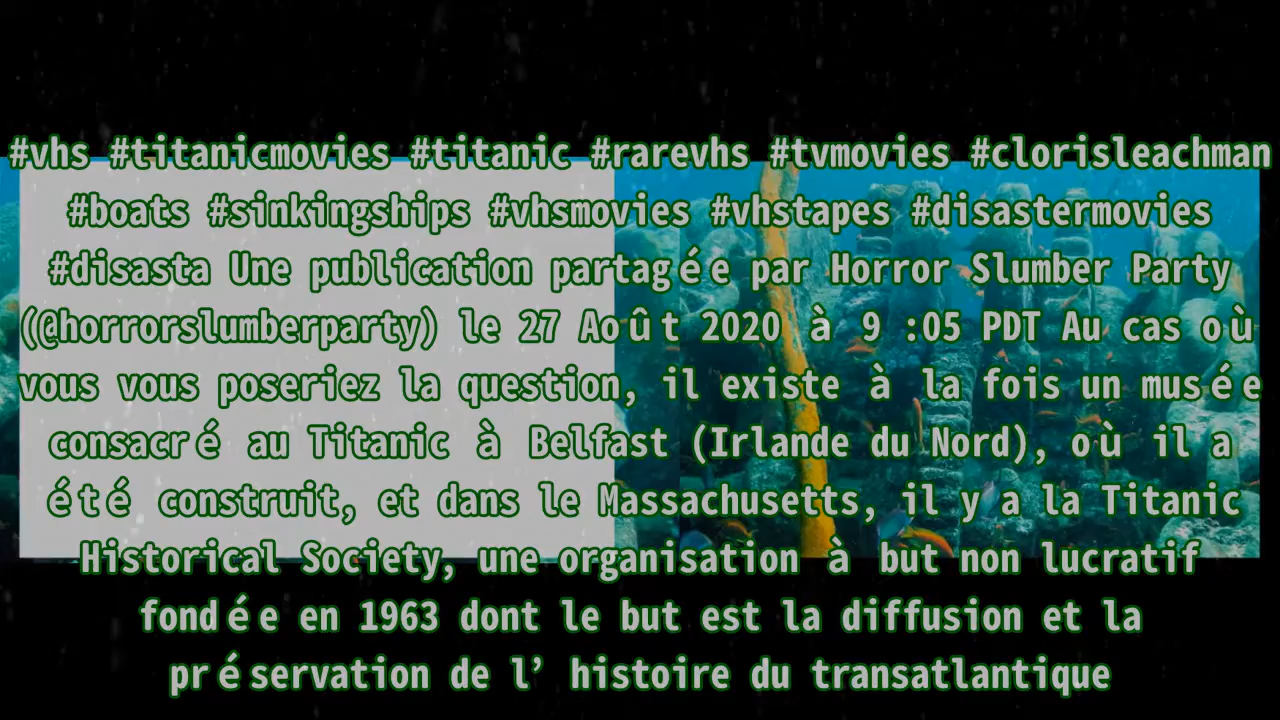 #vhs #titanicmovies #titanic #rarevhs #tvmovies #clorisleachman
#boats #sinkingships #vhsmovies #vhstapes #disastermovies
#disasta Une publication partagée par Horror Slumber Party
(@horrorslumberparty) le 27 Août 2020 à 9 :05 PDT Au cas où
vous vous poseriez la question, il existe à la fois un musée
consacré au Titanic à Belfast (Irlande du Nord), où il a
été construit, et dans le Massachusetts, il y a la Titanic
Historical Society, une organisation à but non lucratif
fondée en 1963 dont le but est la diffusion et la
préservation de l’ histoire du transatlantique